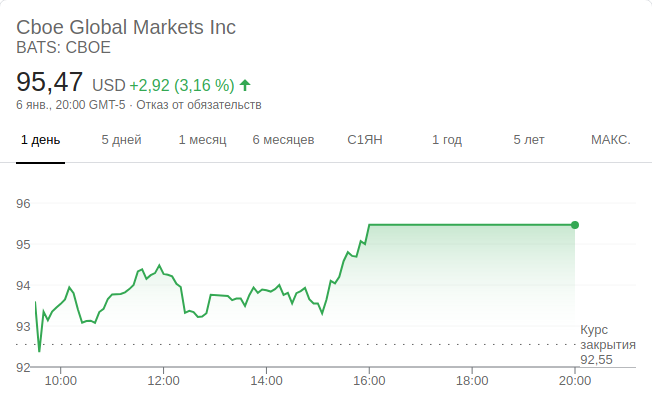 Cboe Global Markets Inc
BATS: CBOE
95,47 USD +2,92 (3,16 %)
6 янв., 20:00 GMT-5 · Отказ от обязательств
1 день 5 дней 1 месяц 6 месяцев С1ЯН 1 год 5 лет МАКС.
96
95
94
93
92
Курс
закрытия
92,55
10:00 12:00 14:00 16:00 18:00 20:00